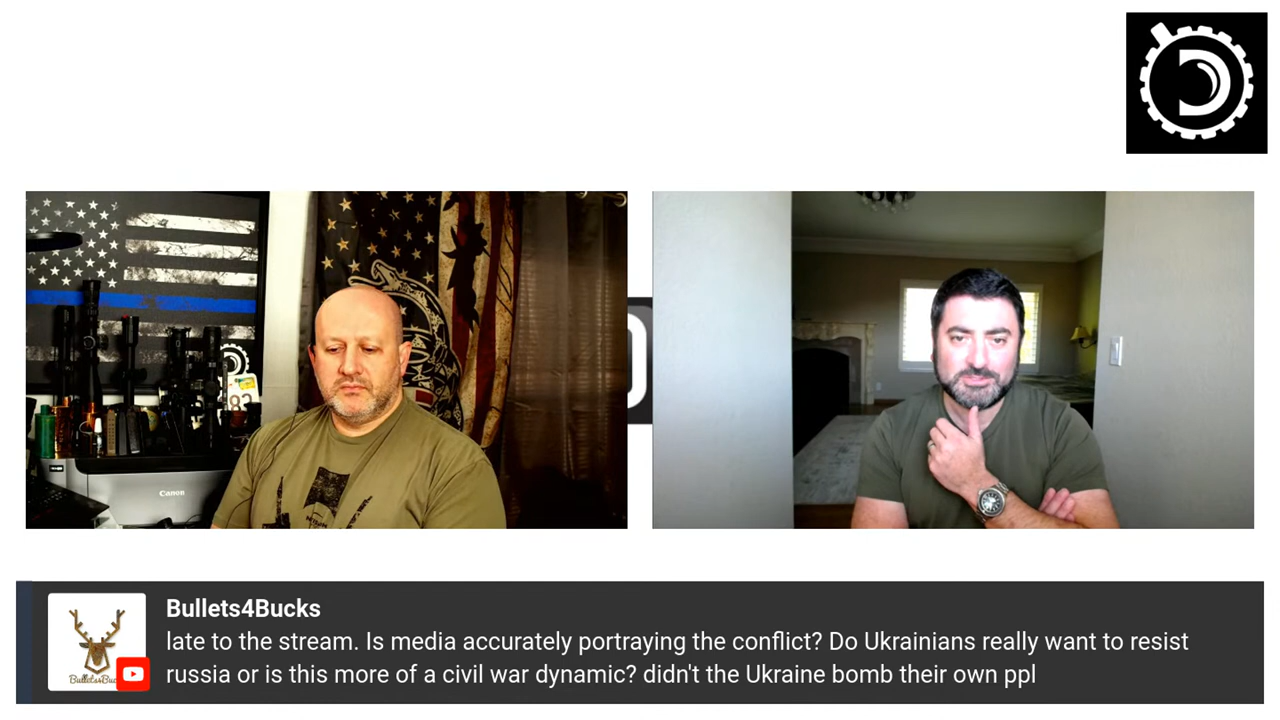 Canon
Bullets4Bucks
late to the stream. Is media accurately portraying the conflict? Do Ukrainians really want to resist
russia or is this more of a civil war dynamic? didn't the Ukraine bomb their own ppl